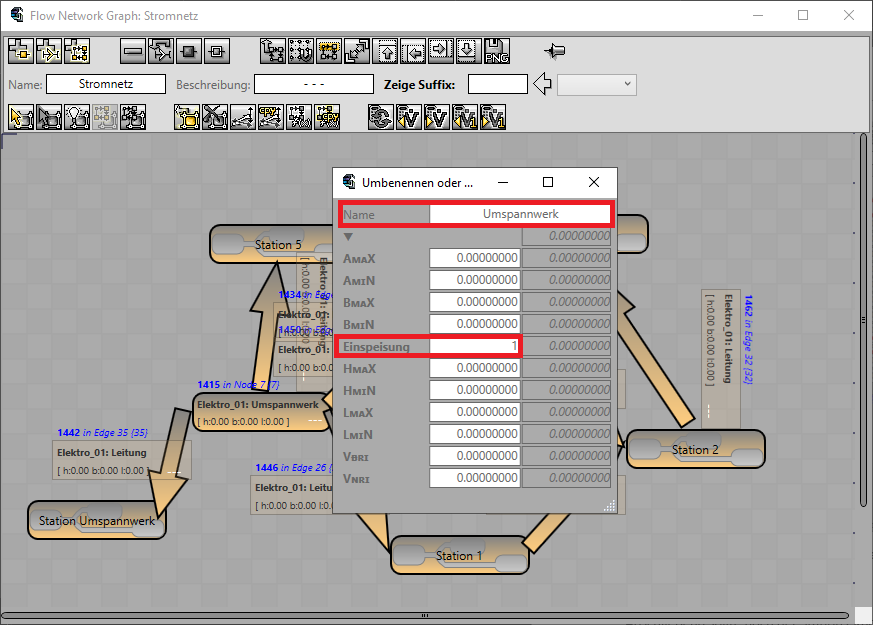 Flow Network Graph: Stromnetz
PNG
Name: Stromnetz Beschreibung: - - - Zeige Suffix:
CPY CPY V V V1 V1
Umbenennen oder ...
Name Umspannwerk
0.00000000
AMAX 0.00000000 0.00000000
AMIN 0.00000000 0.00000000
BMAX 0.00000000 0.00000000
BMIN 0.00000000 0.00000000
Einspeisung 1 0.00000000
HMAX 0.00000000 0.00000000
HMIN 0.00000000 0.00000000
LMAX 0.00000000 0.00000000
LMIN 0.00000000 0.00000000
VBRI 0.00000000 0.00000000
VNRI 0.00000000 0.00000000
Station 5
1434 in Edge
Elektro_01:
[ h:0.00 b:0.
1450 in Edge
Elektro_01:
[ h:0.00 b:0.
1415 in Node 7 {7}
Elektro_01: Umspannwerk
[ h:0.00 b:0.00 l:0.00 ]
1442 in Edge 35 {35}
Elektro_01: Leitung
[ h:0.00 b:0.00 l:0.00 ]
1446 in Edge 26 {
Elektro_01: Leitu
[ h:0.00 b:0.00 l:
1462 in Edge 32 {32}
Elektro_01: Leitung
[ h:0.00 b:0.00 l:0.00 ]
Station 2
Station Umspannwerk
Station 1